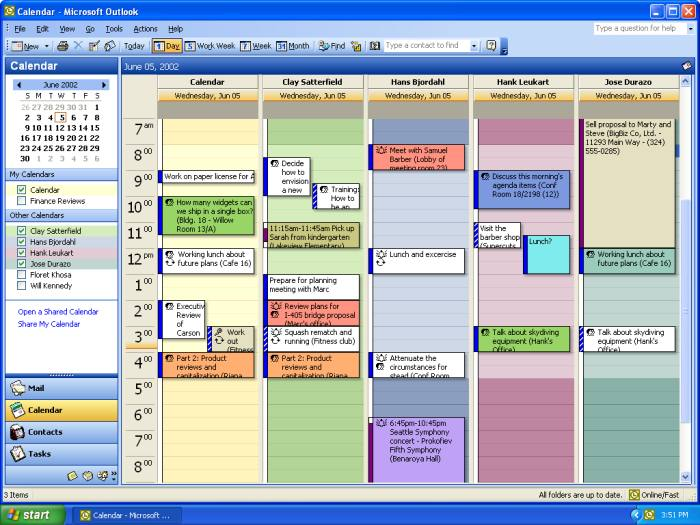 Calendar - Microsoft Outlook
File Edit View Go Tools Actions Help
Type a question for help
New Today 1 Day 5 Work Week 7 Week 31 Month Find Type a contact to find
Calendar
June 05, 2002
June 2002
S M T W T F S
26 27 28 29 30 31 1
2 3 4 5 6 7 8
9 10 11 12 13 14 15
16 17 18 19 20 21 22
23 24 25 26 27 28 29
30 1 2 3 4 5 6
My Calendars
Calendar
Finance Reviews
Other Calendars
Clay Satterfield
Hans Bjordahl
Hank Leukart
Jose Durazo
Floret Khosa
Will Kennedy
Open a Shared Calendar
Share My Calendar
Mail
Calendar
Contacts
Tasks
7 am
8 00
9 00
10 00
11 00
12 pm
1 00
2 00
3 00
4 00
5 00
6 00
7 00
8 00
Calendar
Wednesday, Jun 05
Work on paper license for A
How many widgets can
we ship in a single box?
(Bldg. 18 - Willow
Room 13/A)
Working lunch about
future plans (Cafe 16)
Executiv
Review
of
Carson
Work
out
(Fitness
Part 2: Product
reviews and
capitalization (Riana
Clay Satterfield
Wednesday, Jun 05
Decide
how to
envision
a new
Training:
How to
be an
11:15am-11:45am Pick up
Sarah from kindergarten
(Lakeview Elementary)
Prepare for planning
meeting with Marc
Review plans for
I-405 bridge proposal
(Marc's office)
Squash rematch and
running (Fitness club)
Part 2: Product
reviews and
capitalization (Riana
Hans Bjordahl
Wednesday, Jun 05
Meet with Samuel
Barber (Lobby of
meeting room 23)
Lunch and excercise
Attenuate the
circumstances for
stead (Conf Room
6:45pm-10:45pm
Seattle Symphony
concert - Prokofiev
Fifth Symphony
(Benaroya Hall)
Hank Leukart
Wednesday, Jun 05
Discuss this morning's
agenda items (Conf
Room 18/2198 (12))
Visit the
barber shop
(Supercuts
Lunch?
Talk about skydiving
equipment (Hank's
Office)
Jose Durazo
Wednesday, Jun 05
Sell proposal to Marty and
Steve (BigBiz Co, Ltd. -
11293 Main Way - (324)
555-0285)
Working lunch about
future plans (Cafe 16)
Talk about skydiving
equipment (Hank's
Office)
3 Items
All folders are up to date.
Online/Fast
start
Calendar - Microsoft ...
3:51 PM